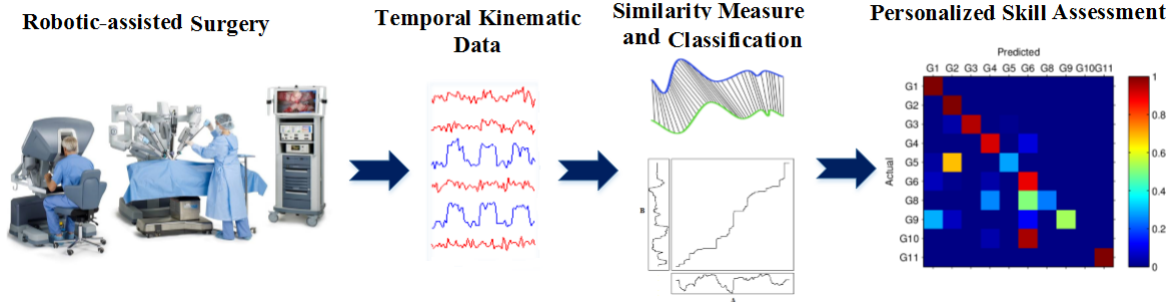 Robotic-assisted Surgery
Temporal Kinematic
Data
Similarity Measure
and Classification
Personalized Skill Assessment
B
A
Predicted
G1 G2 G3 G4 G5 G6 G8 G9 G10 G11
Actual
G1
G2
G3
G4
G5
G6
G8
G9
G10
G11
1
0.8
0.6
0.4
0.2
0